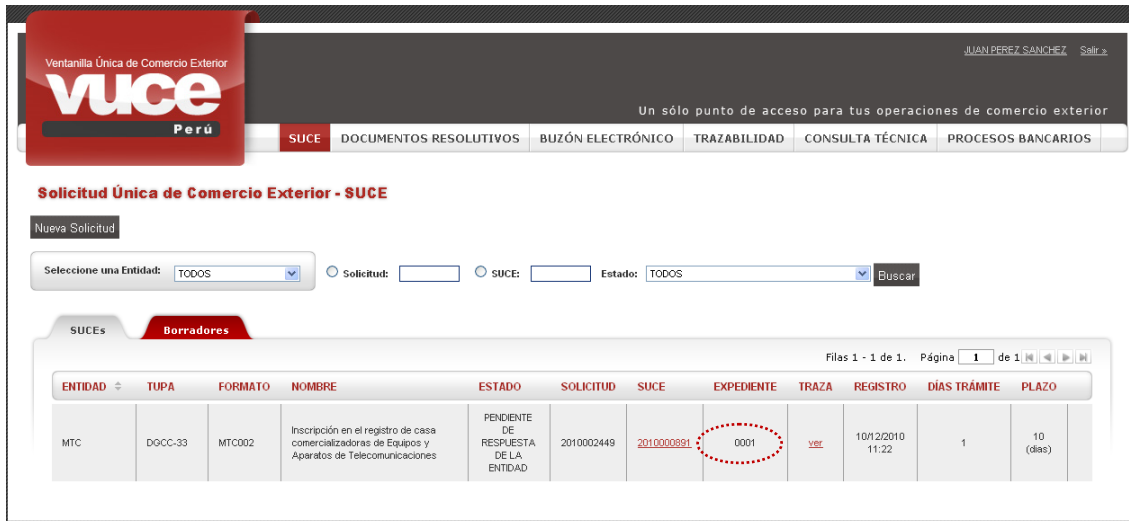 JUAN PEREZ SANCHEZ Salir »
Ventanilla Única de Comercio Exterior
vuce
Perú
Un sólo punto de acceso para tus operaciones de comercio exterior
SUCE DOCUMENTOS RESOLUTIVOS BUZÓN ELECTRÓNICO TRAZABILIDAD CONSULTA TÉCNICA PROCESOS BANCARIOS
Solicitud Única de Comercio Exterior - SUCE
Nueva Solicitud
Seleccione una Entidad: TODOS Solicitud: SUCE: Estado: TODOS Buscar
SUCEs Borradores
Filas 1 - 1 de 1. Página 1 de 1
ENTIDAD TUPA FORMATO NOMBRE ESTADO SOLICITUD SUCE EXPEDIENTE TRAZA REGISTRO DÍAS TRÁMITE PLAZO
MTC DGCC-33 MTC002
Inscripción en el registro de casa
comercializadoras de Equipos y
Aparatos de Telecomunicaciones
PENDIENTE
DE
RESPUESTA
DE LA
ENTIDAD
2010002449 2010000891 0001 ver
10/12/2010
11:22
1
10
(dias)